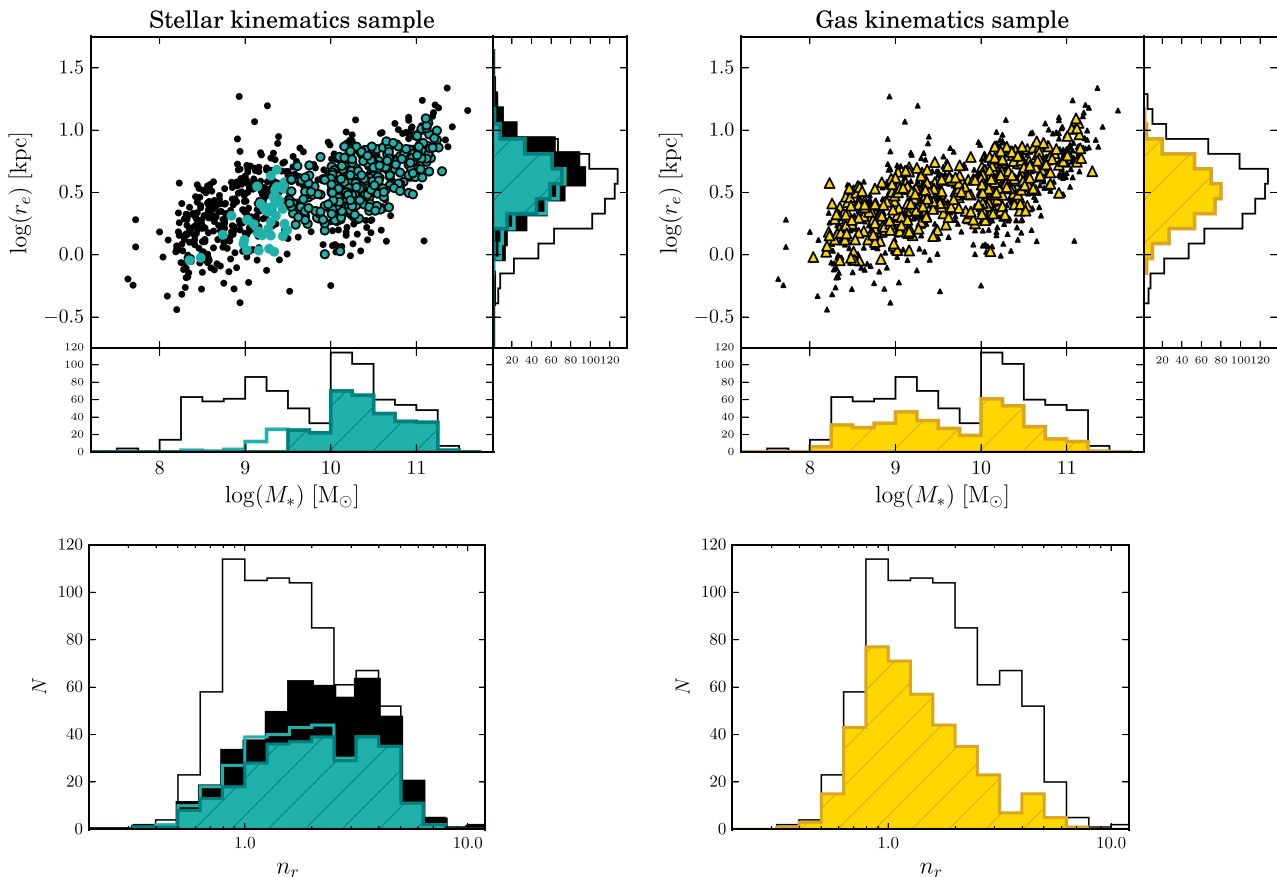 Stellar kinematics sample
Gas kinematics sample
1.5
1.0
0.5
0.0
−0.5
log(r_e) [kpc]
1.5
1.0
0.5
0.0
−0.5
log(r_e) [kpc]
20 40 60 80 100 120
20 40 60 80 100 120
120
100
80
60
40
20
0
120
100
80
60
40
20
0
8 9 10 11
8 9 10 11
log(M_*) [M_⊙]
log(M_*) [M_⊙]
120
100
80
60
40
20
0
N
120
100
80
60
40
20
0
N
1.0 10.0
1.0 10.0
n_r
n_r